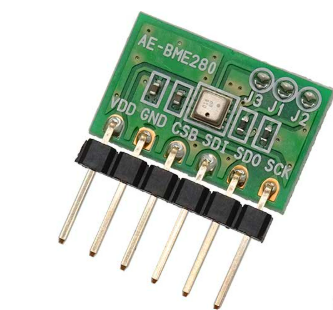 AE-BME280
J3 J1 J2
VDD GND CSB SDI SDO SCK